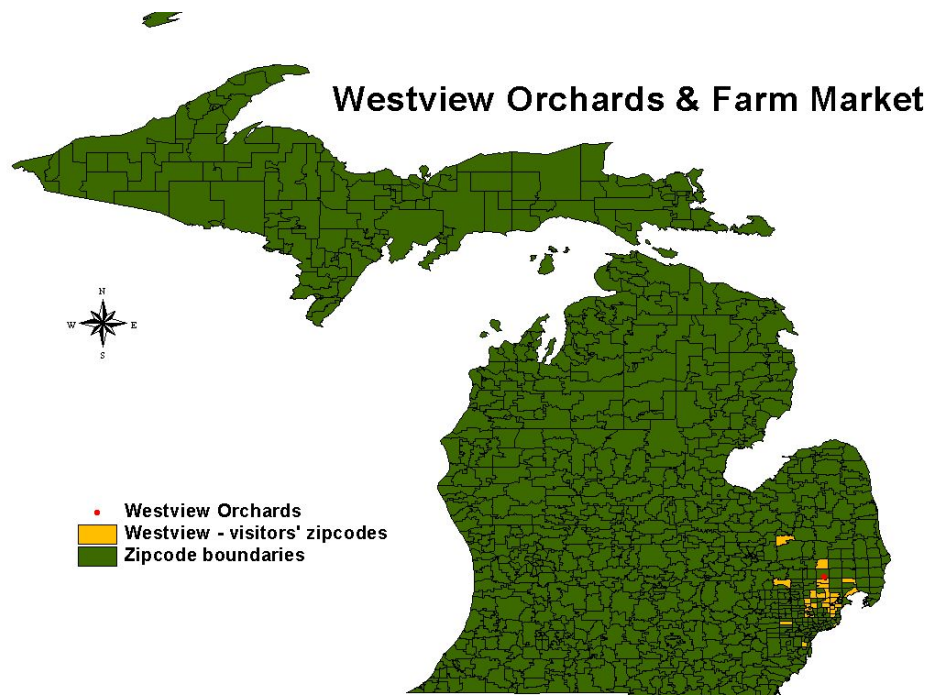 Westview Orchards & Farm Market
N
W E
S
Westview Orchards
Westview - visitors' zipcodes
Zipcode boundaries